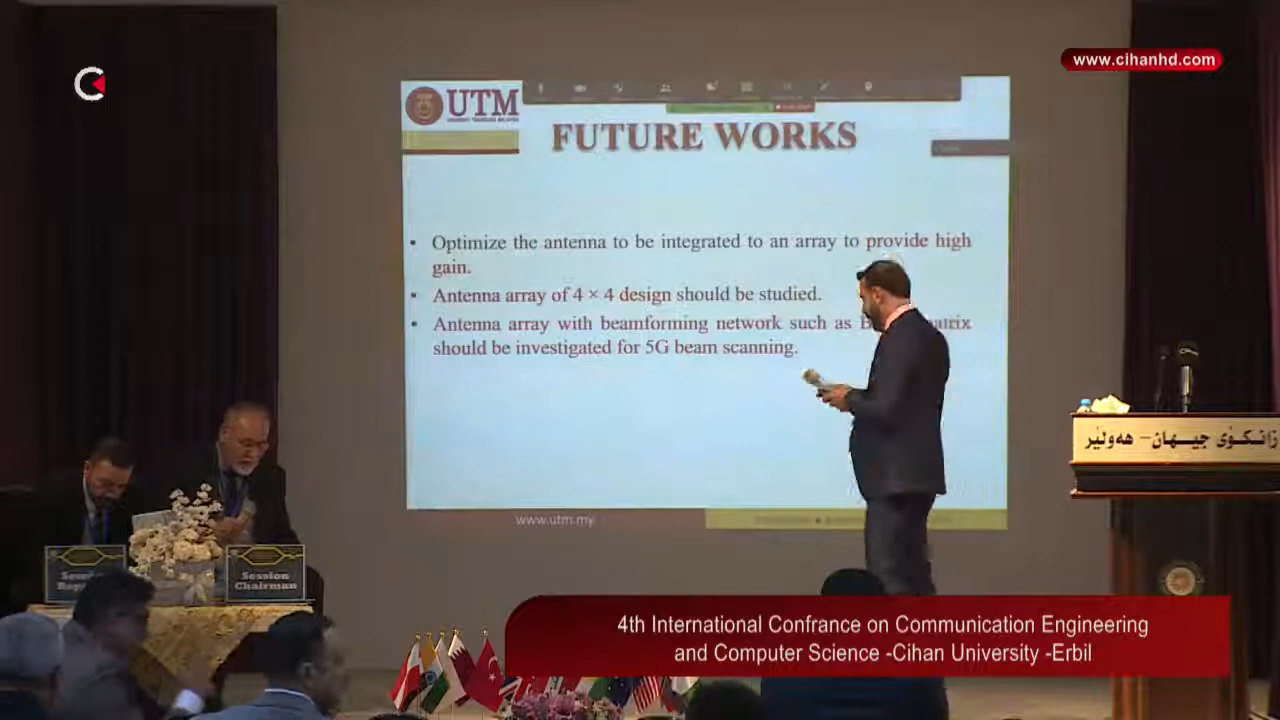 www.cihanhd.com
UTM
FUTURE WORKS
• Optimize the antenna to be integrated to an array to provide high
gain.
• Antenna array of 4 × 4 design should be studied.
• Antenna array with beamforming network such as
should be investigated for 5G beam scanning.
www.utm.my
زانکۆی جیهان - هەولێر
Session
Chairman
4th International Confrance on Communication Engineering
and Computer Science -Cihan University -Erbil